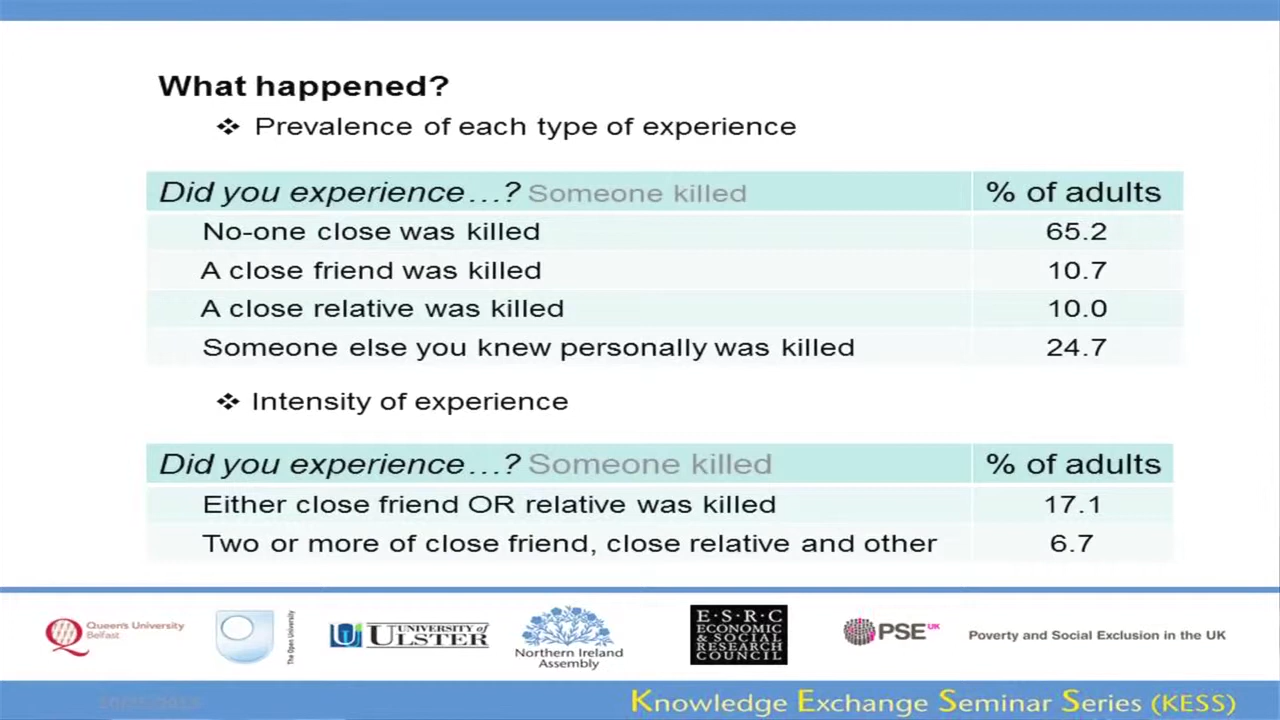 What happened?
❖ Prevalence of each type of experience
Did you experience…? Someone killed % of adults
No-one close was killed 65.2
A close friend was killed 10.7
A close relative was killed 10.0
Someone else you knew personally was killed 24.7
❖ Intensity of experience
Did you experience…? Someone killed % of adults
Either close friend OR relative was killed 17.1
Two or more of close friend, close relative and other 6.7
Queen's University
Belfast
The Open University
UNIVERSITY of
ULSTER
Northern Ireland
Assembly
E·S·R·C
ECONOMIC
& SOCIAL
RESEARCH
COUNCIL
PSE UK
Poverty and Social Exclusion in the UK
Knowledge Exchange Seminar Series (KESS)